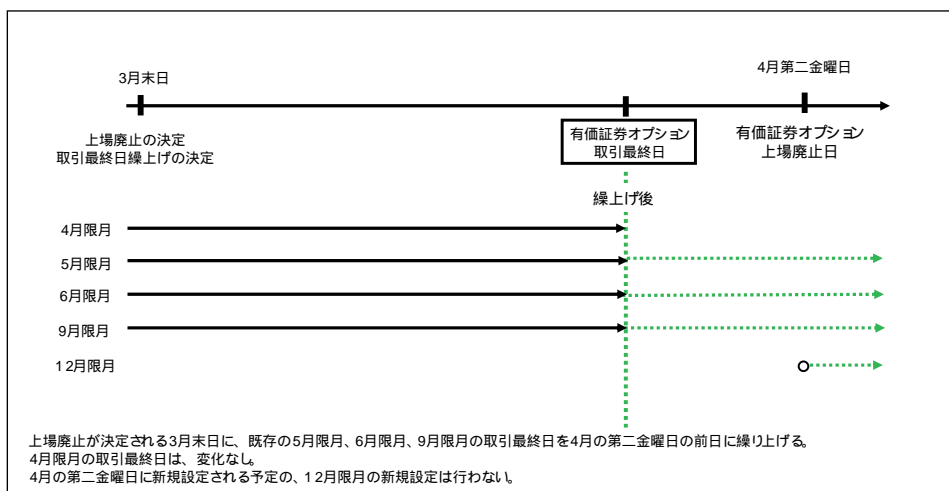 4月第二金曜日
3月末日
上場廃止の決定
取引最終日繰上げの決定
有価証券オプション
取引最終日
有価証券オプション
上場廃止日
繰上げ後
4月限月
5月限月
6月限月
9月限月
12月限月
上場廃止が決定される3月末日に、既存の5月限月、6月限月、9月限月の取引最終日を4月の第二金曜日の前日に繰り上げる。
4月限月の取引最終日は、変化なし。
4月の第二金曜日に新規設定される予定の、12月限月の新規設定は行わない。